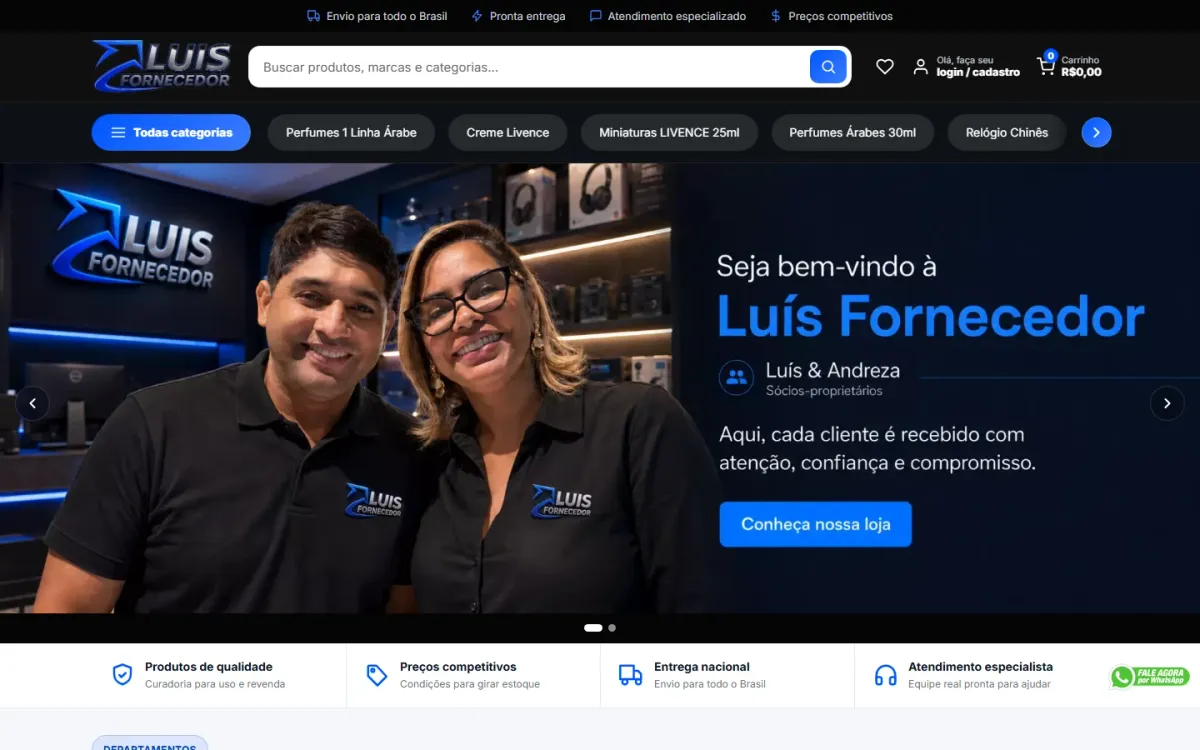 Envio para todo o Brasil
Pronta entrega
Atendimento especializado
Preços competitivos
LUIS
FORNECEDOR
Buscar produtos, marcas e categorias...
Olá, faça seu
login / cadastro
0
Carrinho
R$0,00
Todas categorias
Perfumes 1 Linha Árabe
Creme Livence
Miniaturas LIVENCE 25ml
Perfumes Árabes 30ml
Relógio Chinês
LUIS
FORNECEDOR
LUIS
FORNECEDOR
LUIS
FORNECEDOR
Seja bem-vindo à
Luís Fornecedor
Luís & Andreza
Sócios-proprietários
Aqui, cada cliente é recebido com
atenção, confiança e compromisso.
Conheça nossa loja
Produtos de qualidade
Curadoria para uso e revenda
Preços competitivos
Condições para girar estoque
Entrega nacional
Envio para todo o Brasil
Atendimento especialista
Equipe real pronta para ajudar
FALE AGORA
por WhatsApp
DEPARTAMENTOS